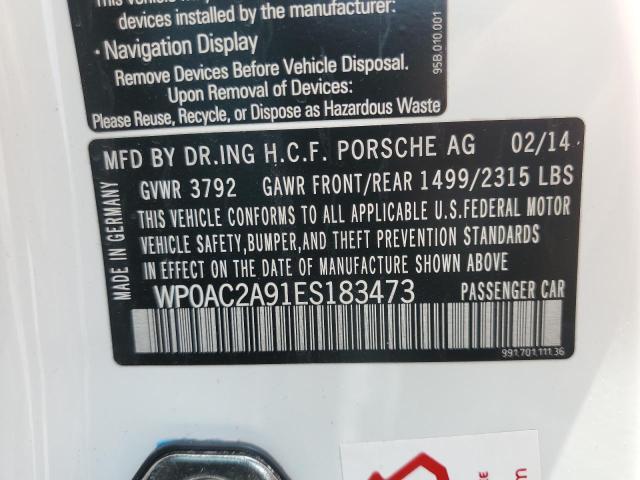 devices installed by the manufacturer:
• Navigation Display
Remove Devices Before Vehicle Disposal.
Upon Removal of Devices:
Please Reuse, Recycle, or Dispose as Hazardous Waste
95B.010.001
MFD BY DR.ING H.C.F. PORSCHE AG 02/14
GVWR 3792 GAWR FRONT/REAR 1499/2315 LBS
THIS VEHICLE CONFORMS TO ALL APPLICABLE U.S.FEDERAL MOTOR
VEHICLE SAFETY,BUMPER,AND THEFT PREVENTION STANDARDS
IN EFFECT ON THE DATE OF MANUFACTURE SHOWN ABOVE.
WP0AC2A91ES183473 PASSENGER CAR
MADE IN GERMANY
991.701.111.36